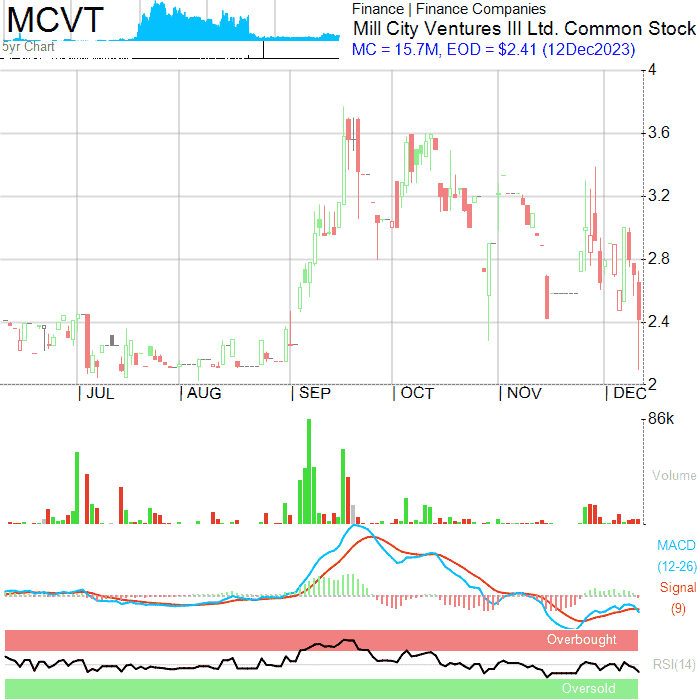 MCVT
5yr Chart
Finance | Finance Companies
Mill City Ventures III Ltd. Common Stock
MC = 15.7M, EOD = $2.41 (12Dec2023)
4
3.6
3.2
2.8
2.4
2
JUL AUG SEP OCT NOV DEC
86k
Volume
MACD
(12-26)
Signal
(9)
Overbought
RSI(14)
Oversold